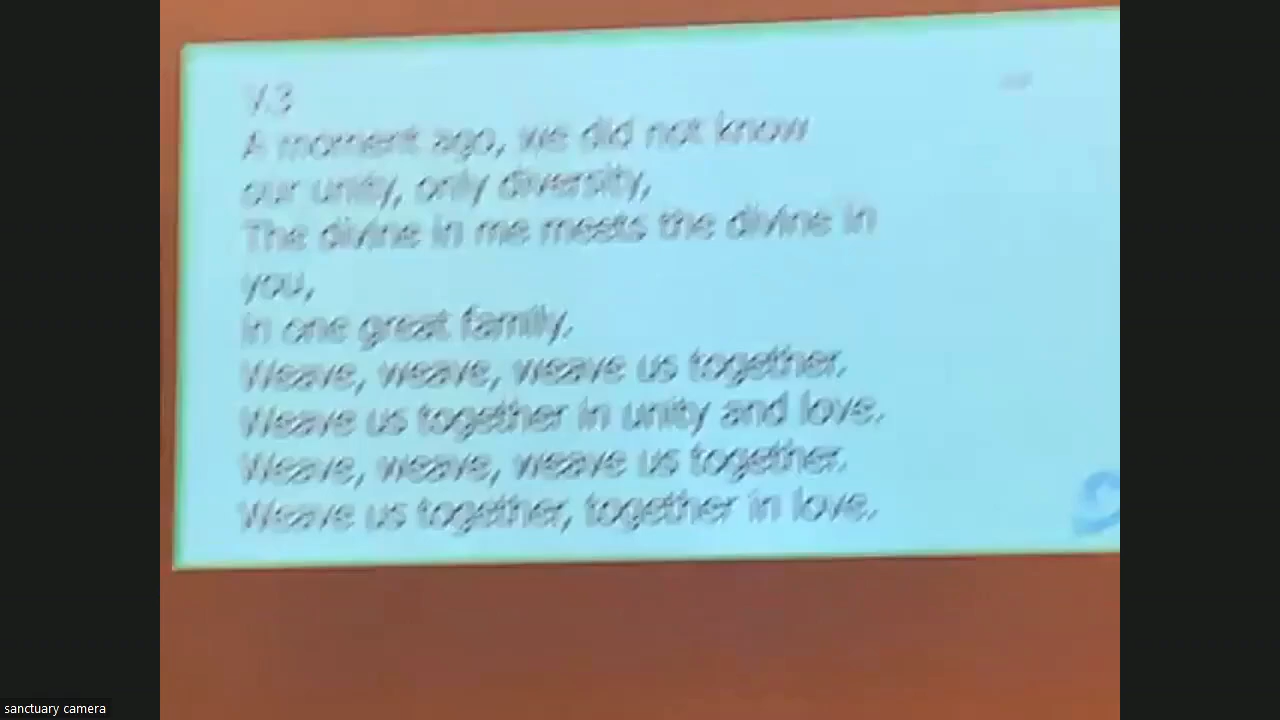 V.3
A moment ago, we did not know
our unity, only diversity,
The divine in me meets the divine in
you,
in one great family.
Weave, weave, weave us together.
Weave us together in unity and love.
Weave, weave, weave us together.
Weave us together, together in love.
sanctuary camera